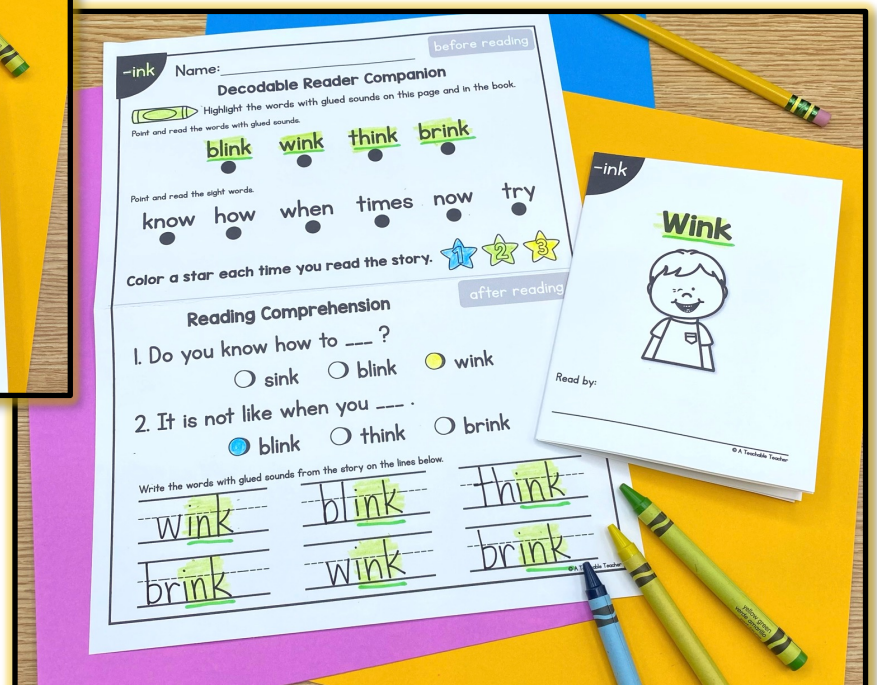 before reading
-ink
Name:
Decodable Reader Companion
Highlight the words with glued sounds on this page and in the book.
Point and read the words with glued sounds.
blink wink think brink
Point and read the sight words.
know how when times now try
Color a star each time you read the story. 1 2 3
after reading
Reading Comprehension
1. Do you know how to ___ ?
sink blink wink
2. It is not like when you ___ .
blink think brink
Write the words with glued sounds from the story on the lines below.
wink blink think
brink wink brink
-ink
Wink
Read by:
© A Teachable Teacher
yellow green